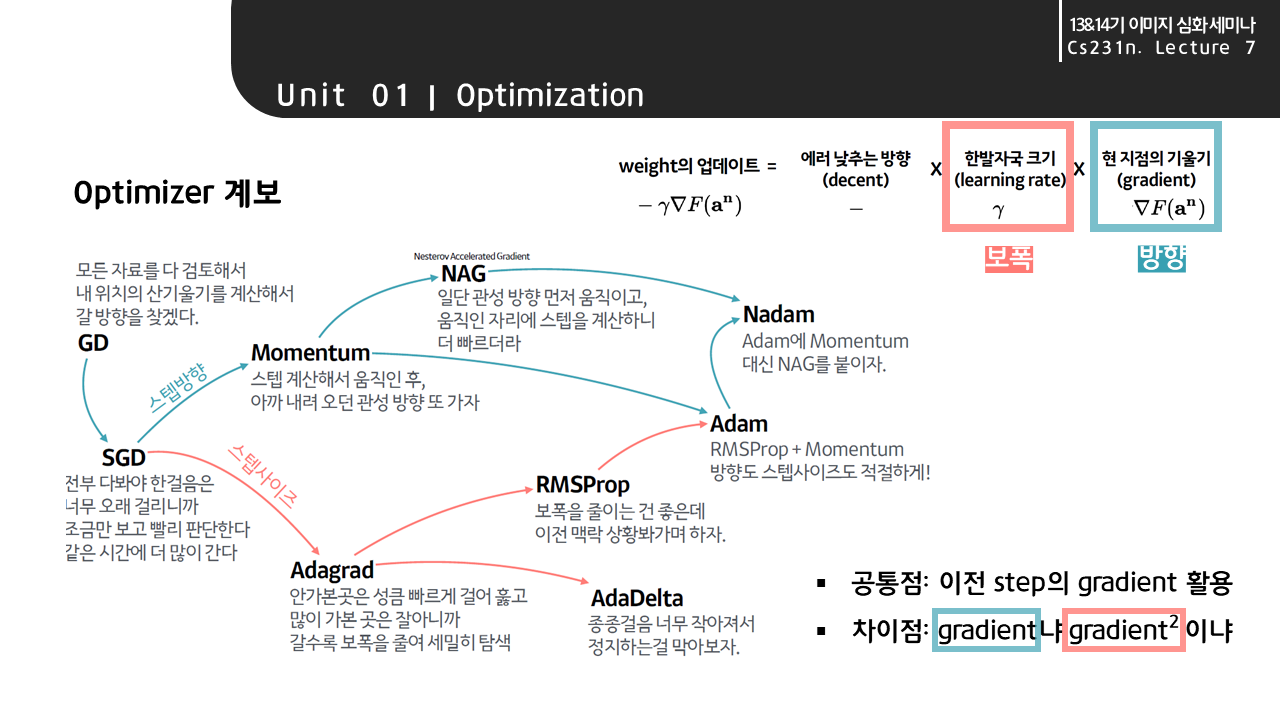 13&14기 이미지 심화세미나
Cs231n. Lecture 7
Unit 01 | Optimization
Optimizer 계보
weight의 업데이트 = 에러 낮추는 방향 x 한발자국 크기 x 현 지점의 기울기
(decent) (learning rate) (gradient)
− γ∇F(aⁿ) − γ ∇F(aⁿ)
보폭 방향
모든 자료를 다 검토해서
내 위치의 산기울기를 계산해서
갈 방향을 찾겠다.
GD
스텝방향
SGD
전부 다봐야 한걸음은
너무 오래 걸리니까
조금만 보고 빨리 판단한다
같은 시간에 더 많이 간다
Momentum
스텝 계산해서 움직인 후,
아까 내려 오던 관성 방향 또 가자
Nesterov Accelerated Gradient
NAG
일단 관성 방향 먼저 움직이고,
움직인 자리에 스텝을 계산하니
더 빠르더라
Nadam
Adam에 Momentum
대신 NAG를 붙이자.
Adam
RMSProp + Momentum
방향도 스텝사이즈도 적절하게!
스텝사이즈
RMSProp
보폭을 줄이는 건 좋은데
이전 맥락 상황봐가며 하자.
Adagrad
안가본곳은 성큼 빠르게 걸어 훓고
많이 가본 곳은 잘아니까
갈수록 보폭을 줄여 세밀히 탐색
AdaDelta
종종걸음 너무 작아져서
정지하는걸 막아보자.
▪ 공통점: 이전 step의 gradient 활용
▪ 차이점: gradient냐 gradient² 이냐